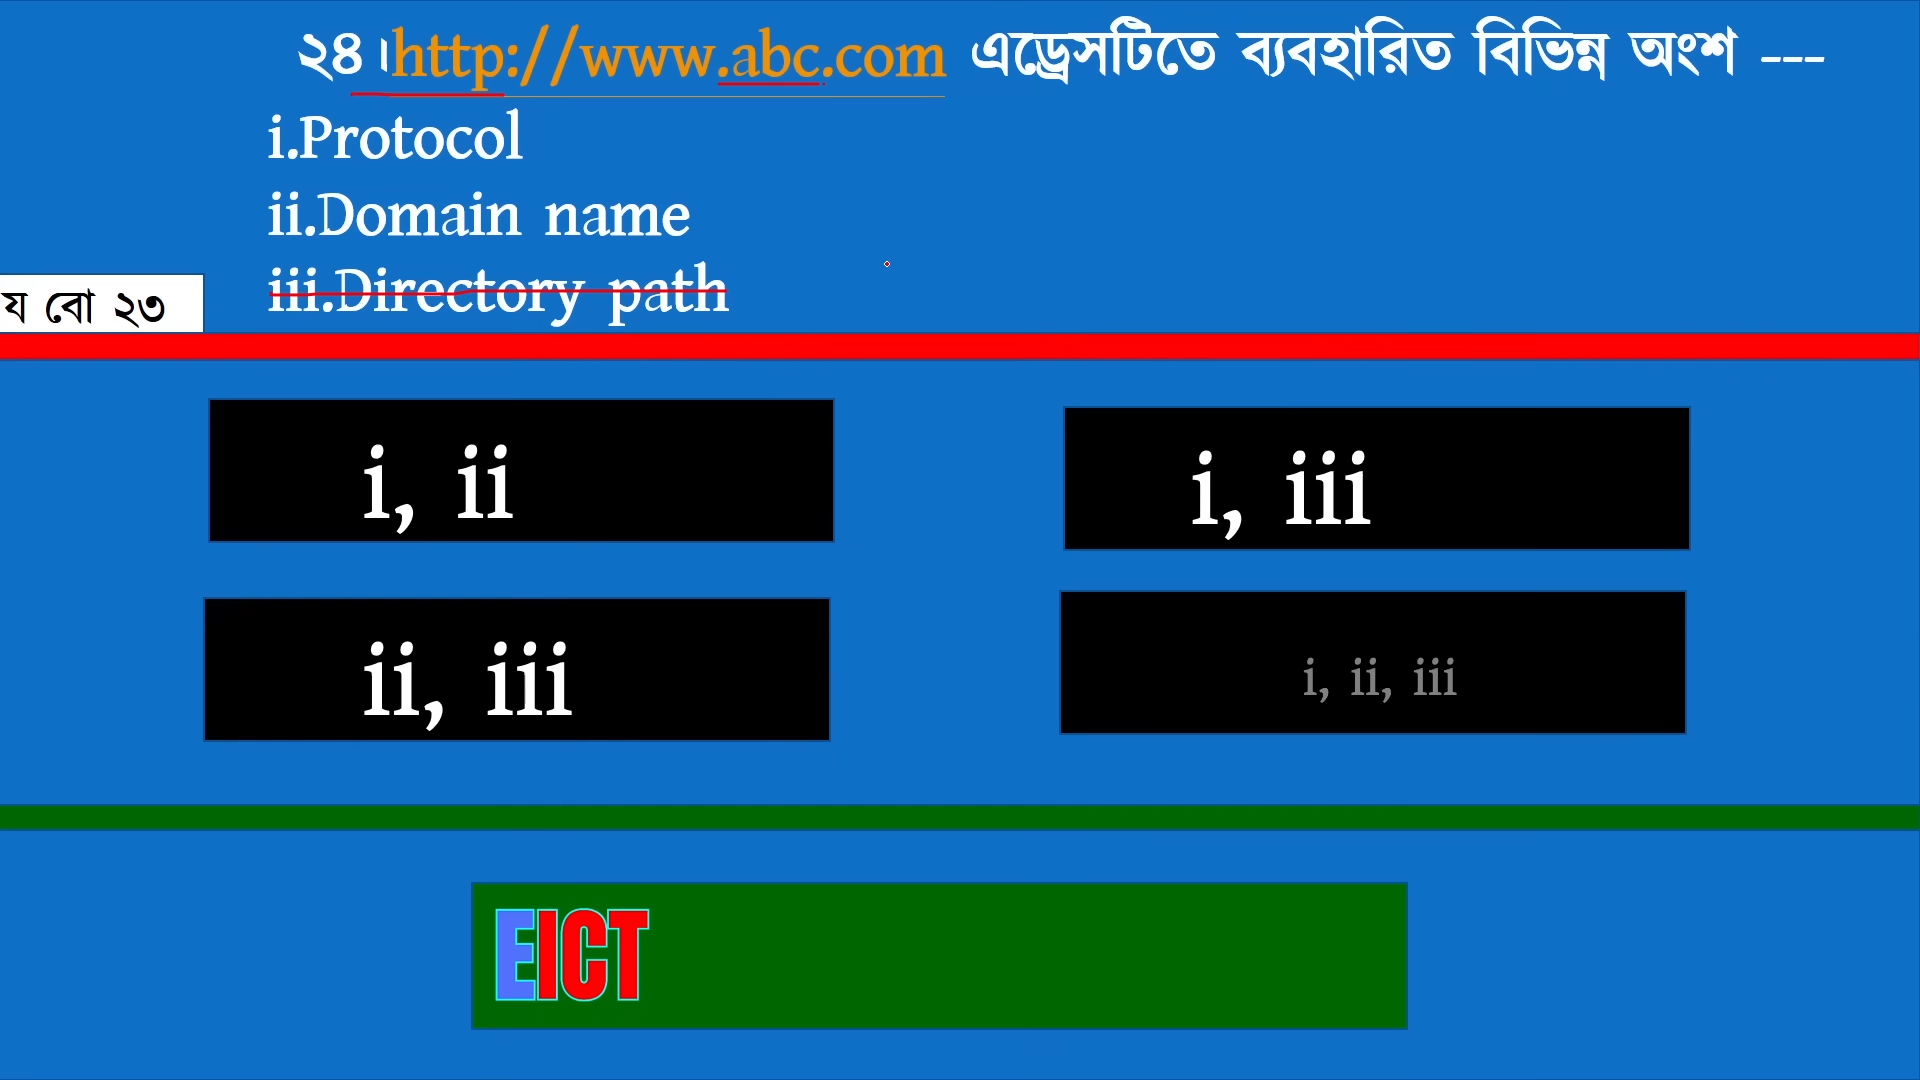 ২৪।http://www.abc.com এড্রেসটিতে ব্যবহারিত বিভিন্ন অংশ ---
i.Protocol
ii.Domain name
iii.Directory path
য বো ২৩
i, ii
i, iii
ii, iii
i, ii, iii
EICT